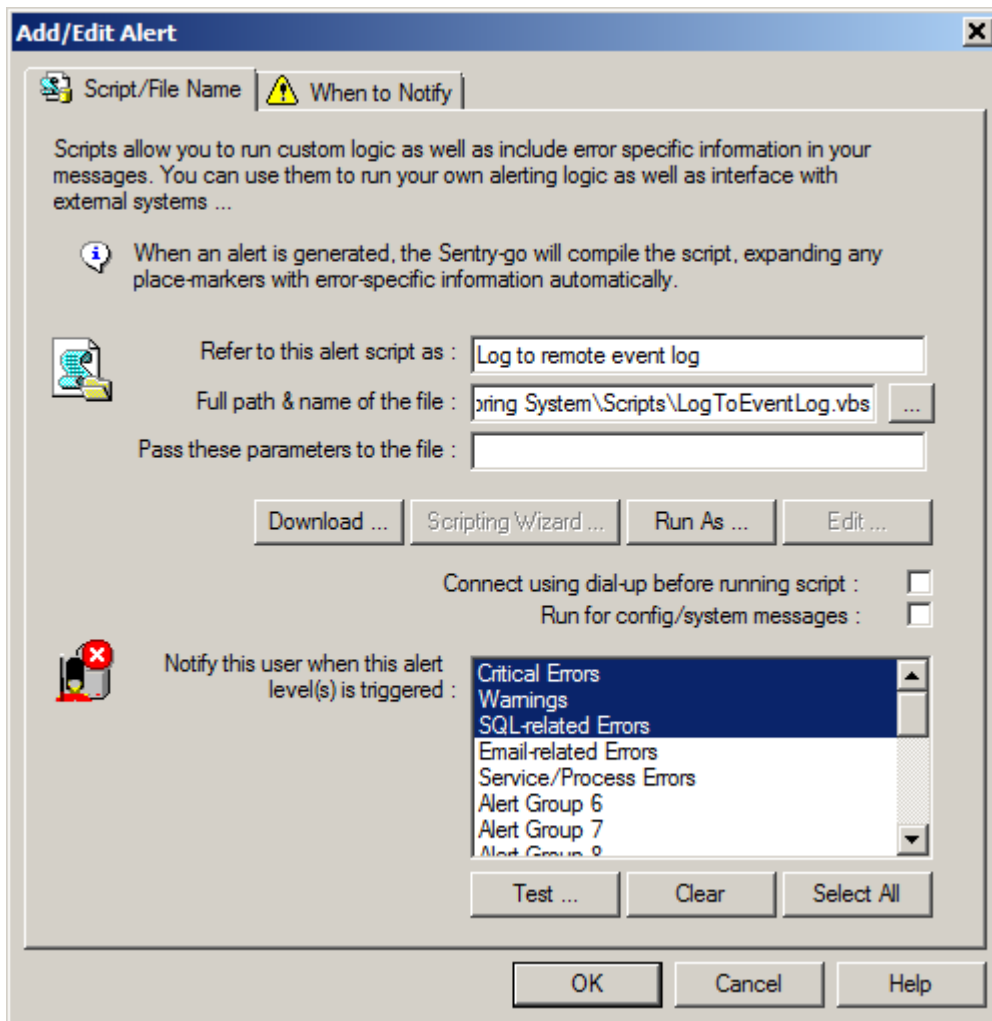 Add/Edit Alert
Script/File Name
When to Notify
Scripts allow you to run custom logic as well as include error specific information in your
messages. You can use them to run your own alerting logic as well as interface with
external systems ...
When an alert is generated, the Sentry-go will compile the script, expanding any
place-markers with error-specific information automatically.
Refer to this alert script as : Log to remote event log
Full path & name of the file : oring System\Scripts\LogToEventLog.vbs ...
Pass these parameters to the file :
Download ... Scripting Wizard ... Run As ... Edit ...
Connect using dial-up before running script :
Run for config/system messages :
Notify this user when this alert
level(s) is triggered :
Critical Errors
Warnings
SQL-related Errors
Email-related Errors
Service/Process Errors
Alert Group 6
Alert Group 7
Alert Group 8
Test ... Clear Select All
OK Cancel Help